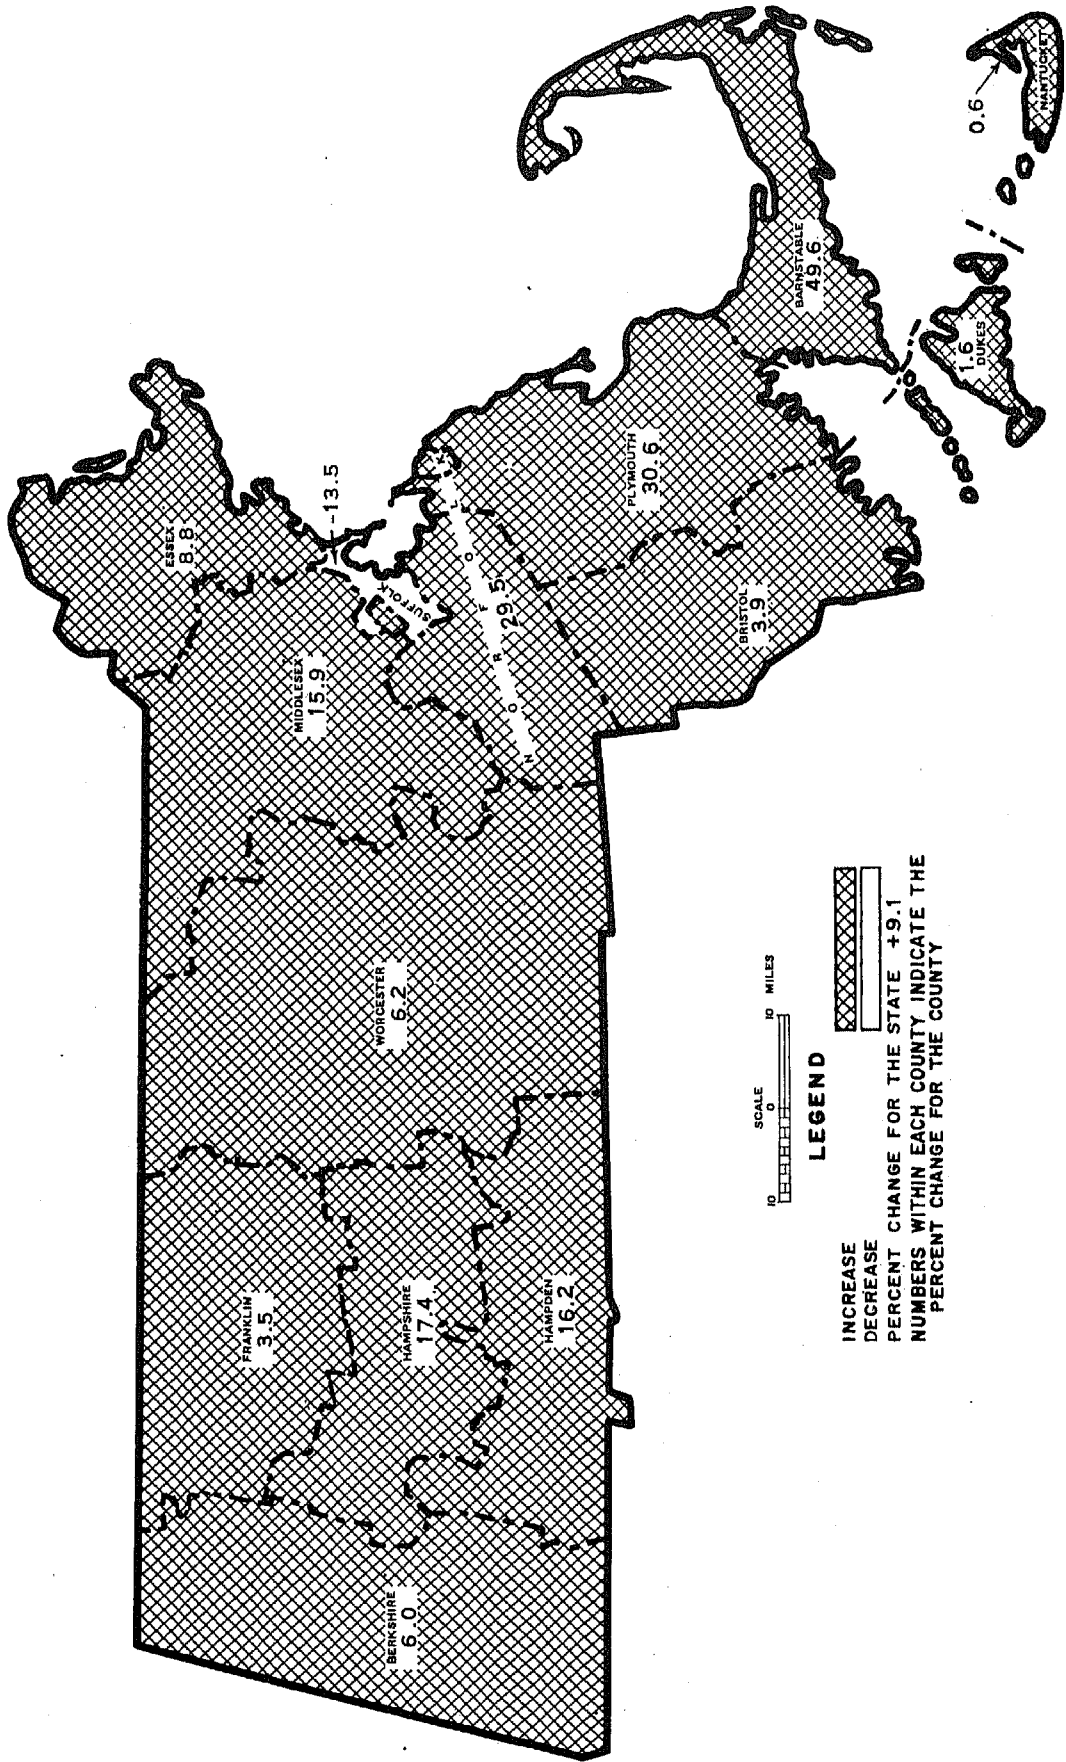 ESSEX
8.8
MIDDLESEX
15.9
13.5
SUFFOLK
NORFOLK
29.5
FRANKLIN
3.5
WORCESTER
6.2
BERKSHIRE
6.0
HAMPSHIRE
17.4
HAMPDEN
16.2
PLYMOUTH
30.6
BRISTOL
3.9
BARNSTABLE
49.6
1.6
DUKES
0.6
NANTUCKET
SCALE
10 0 10 MILES
LEGEND
INCREASE
DECREASE
PERCENT CHANGE FOR THE STATE +9.1
NUMBERS WITHIN EACH COUNTY INDICATE THE
PERCENT CHANGE FOR THE COUNTY